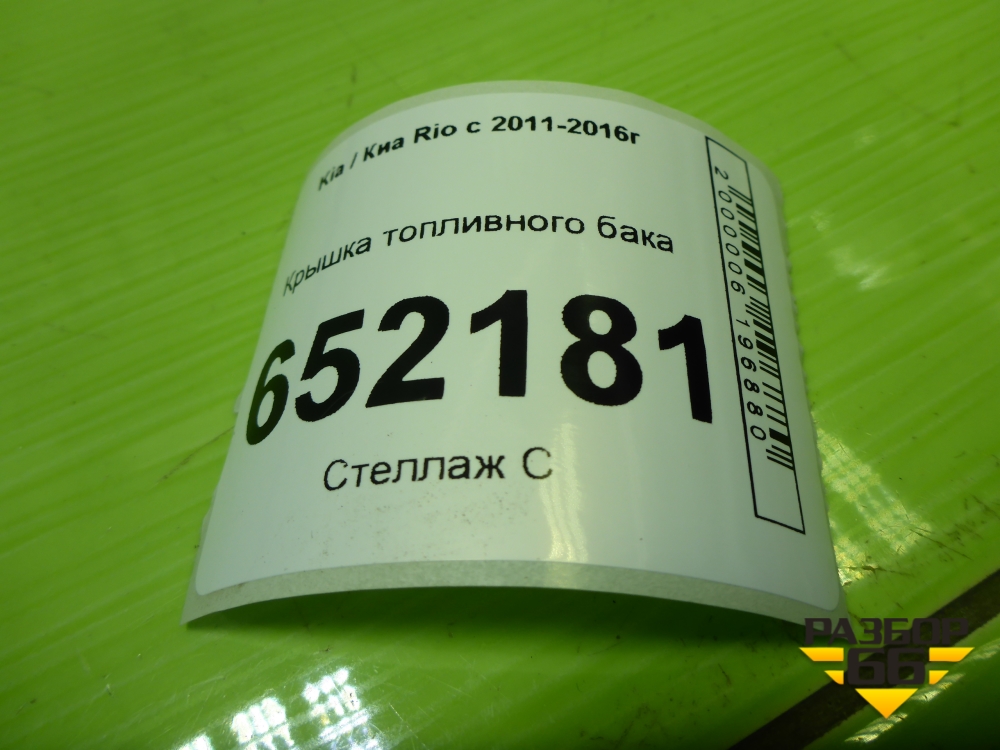 Kia / Киа Rio с 2011-2016г
Крышка топливного бака
652181
Стеллаж С
2000006196880
РАЗБОР
66